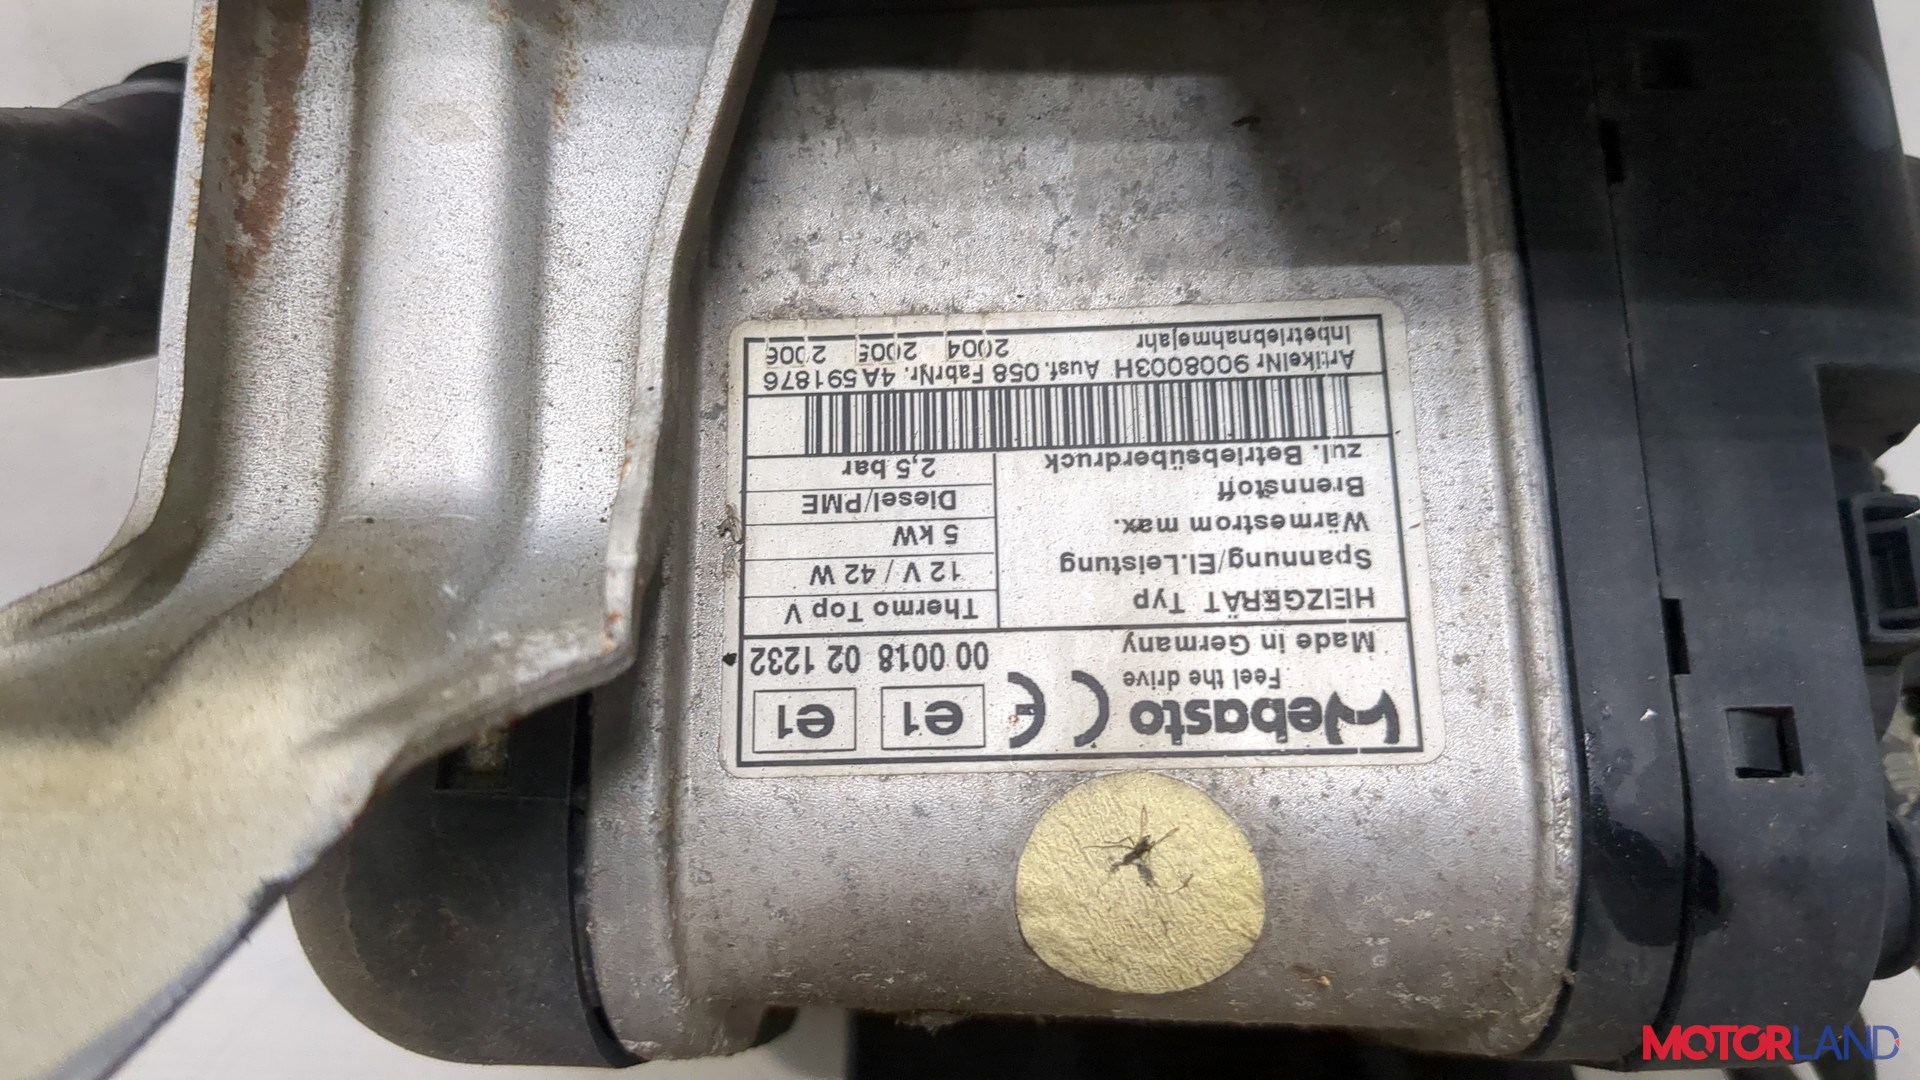 Webasto
Feel the drive
Made in Germany
CE
e1 e1
00 0018 02 1232
HEIZGERÄT Typ Thermo Top V
Spannung/El.Leistung 12 V / 42 W
Wärmestrom max. 5 kW
Brennstoff Diesel/PME
zul. Betriebsüberdruck 2,5 bar
ArtikelNr 9008003H Ausf. 058 FabrNr. 4A591876
Inbetriebnahmejahr 2004 2005 2006
MOTORLAND